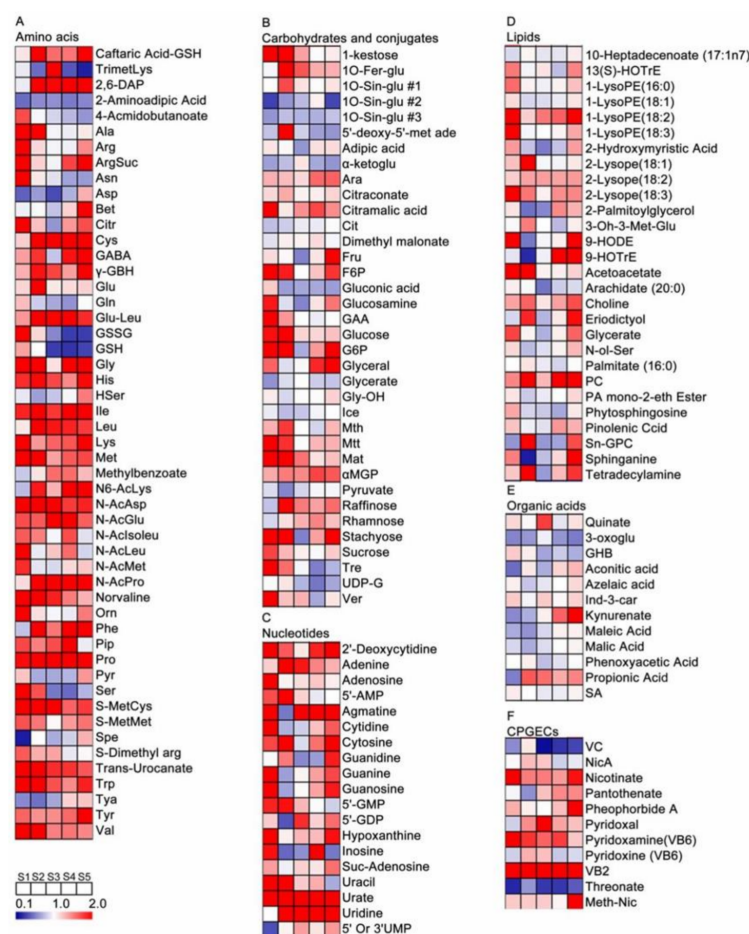 A
Amino acis
Caftaric Acid-GSH
TrimetLys
2,6-DAP
2-Aminoadipic Acid
4-Acmidobutanoate
Ala
Arg
ArgSuc
Asn
Asp
Bet
Citr
Cys
GABA
γ-GBH
Glu
Gln
Glu-Leu
GSSG
GSH
Gly
His
HSer
Ile
Leu
Lys
Met
Methylbenzoate
N6-AcLys
N-AcAsp
N-AcGlu
N-AcIsoleu
N-AcLeu
N-AcMet
N-AcPro
Norvaline
Orn
Phe
Pip
Pro
Pyr
Ser
S-MetCys
S-MetMet
Spe
S-Dimethyl arg
Trans-Urocanate
Trp
Tya
Tyr
Val
S1 S2 S3 S4 S5
0.1 1.0 2.0
B
Carbohydrates and conjugates
1-kestose
1O-Fer-glu
1O-Sin-glu #1
1O-Sin-glu #2
1O-Sin-glu #3
5'-deoxy-5'-met ade
Adipic acid
α-ketoglu
Ara
Citraconate
Citramalic acid
Cit
Dimethyl malonate
Fru
F6P
Gluconic acid
Glucosamine
GAA
Glucose
G6P
Glyceral
Glycerate
Gly-OH
Ice
Mth
Mtt
Mat
αMGP
Pyruvate
Raffinose
Rhamnose
Stachyose
Sucrose
Tre
UDP-G
Ver
C
Nucleotides
2'-Deoxycytidine
Adenine
Adenosine
5'-AMP
Agmatine
Cytidine
Cytosine
Guanidine
Guanine
Guanosine
5'-GMP
5'-GDP
Hypoxanthine
Inosine
Suc-Adenosine
Uracil
Urate
Uridine
5' Or 3'UMP
D
Lipids
10-Heptadecenoate (17:1n7)
13(S)-HOTrE
1-LysoPE(16:0)
1-LysoPE(18:1)
1-LysoPE(18:2)
1-LysoPE(18:3)
2-Hydroxymyristic Acid
2-Lysope(18:1)
2-Lysope(18:2)
2-Lysope(18:3)
2-Palmitoylglycerol
3-Oh-3-Met-Glu
9-HODE
9-HOTrE
Acetoacetate
Arachidate (20:0)
Choline
Eriodictyol
Glycerate
N-ol-Ser
Palmitate (16:0)
PC
PA mono-2-eth Ester
Phytosphingosine
Pinolenic Ccid
Sn-GPC
Sphinganine
Tetradecylamine
E
Organic acids
Quinate
3-oxoglu
GHB
Aconitic acid
Azelaic acid
Ind-3-car
Kynurenate
Maleic Acid
Malic Acid
Phenoxyacetic Acid
Propionic Acid
SA
F
CPGECs
VC
NicA
Nicotinate
Pantothenate
Pheophorbide A
Pyridoxal
Pyridoxamine(VB6)
Pyridoxine (VB6)
VB2
Threonate
Meth-Nic